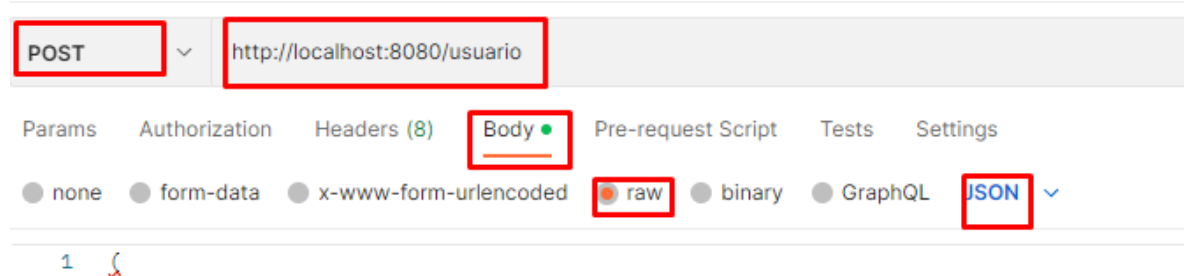 POST http://localhost:8080/usuario
Params Authorization Headers (8) Body Pre-request Script Tests Settings
none form-data x-www-form-urlencoded raw binary GraphQL JSON
1 {